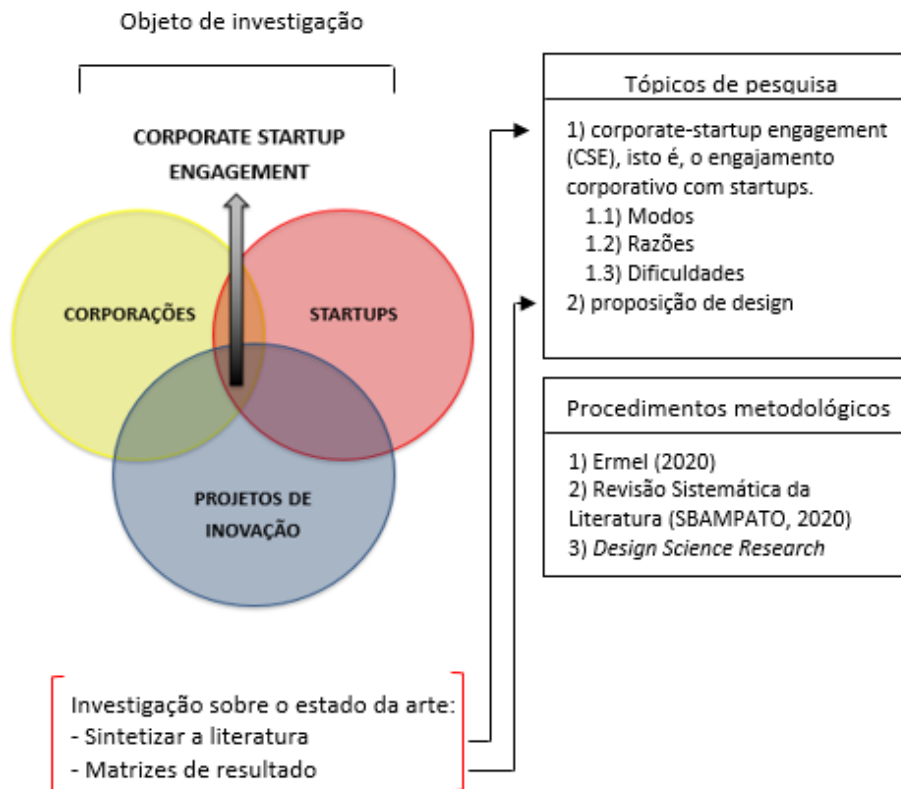 Objeto de investigação
CORPORATE STARTUP
ENGAGEMENT
CORPORAÇÕES
STARTUPS
PROJETOS DE
INOVAÇÃO
Investigação sobre o estado da arte:
- Sintetizar a literatura
- Matrizes de resultado
Tópicos de pesquisa
1) corporate-startup engagement
(CSE), isto é, o engajamento
corporativo com startups.
1.1) Modos
1.2) Razões
1.3) Dificuldades
2) proposição de design
Procedimentos metodológicos
1) Ermel (2020)
2) Revisão Sistemática da
Literatura (SBAMPATO, 2020)
3) Design Science Research